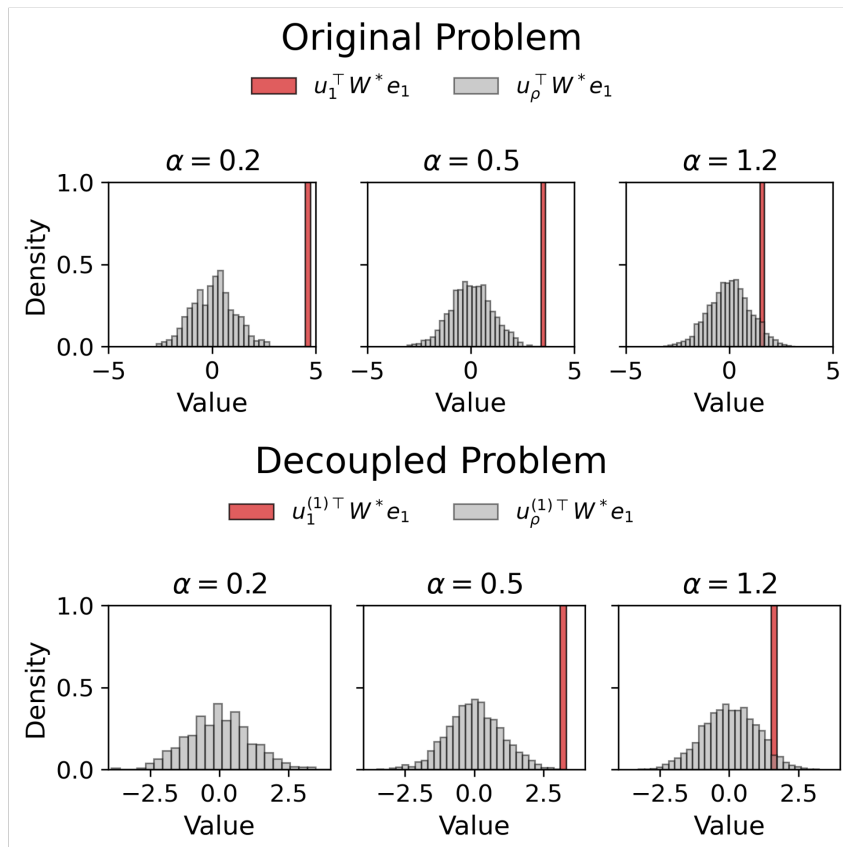 Original Problem
u₁⊤W*e₁ uᵨ⊤W*e₁
α = 0.2 α = 0.5 α = 1.2
1.0
0.5
0.0
Density
−5 0 5 −5 0 5 −5 0 5
Value Value Value
Decoupled Problem
u₁⁽¹⁾⊤W*e₁ uᵨ⁽¹⁾⊤W*e₁
α = 0.2 α = 0.5 α = 1.2
1.0
0.5
0.0
Density
−2.5 0.0 2.5 −2.5 0.0 2.5 −2.5 0.0 2.5
Value Value Value